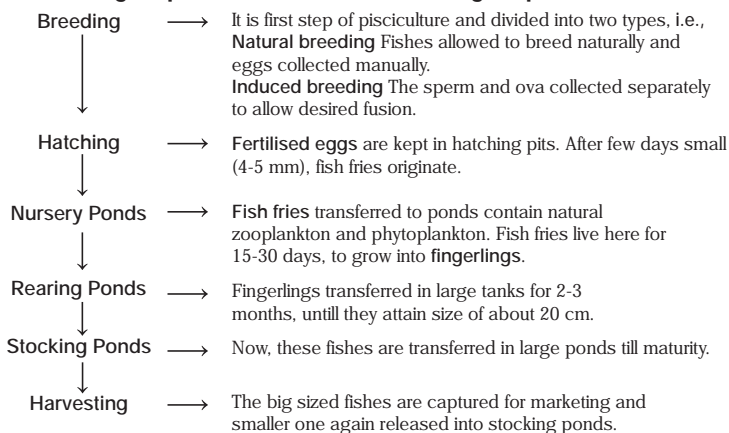 Breeding → It is first step of pisciculture and divided into two types, i.e.,
Natural breeding Fishes allowed to breed naturally and
eggs collected manually.
Induced breeding The sperm and ova collected separately
to allow desired fusion.
Hatching → Fertilised eggs are kept in hatching pits. After few days small
(4-5 mm), fish fries originate.
Nursery Ponds → Fish fries transferred to ponds contain natural
zooplankton and phytoplankton. Fish fries live here for
15-30 days, to grow into fingerlings.
Rearing Ponds → Fingerlings transferred in large tanks for 2-3
months, untill they attain size of about 20 cm.
Stocking Ponds → Now, these fishes are transferred in large ponds till maturity.
Harvesting → The big sized fishes are captured for marketing and
smaller one again released into stocking ponds.